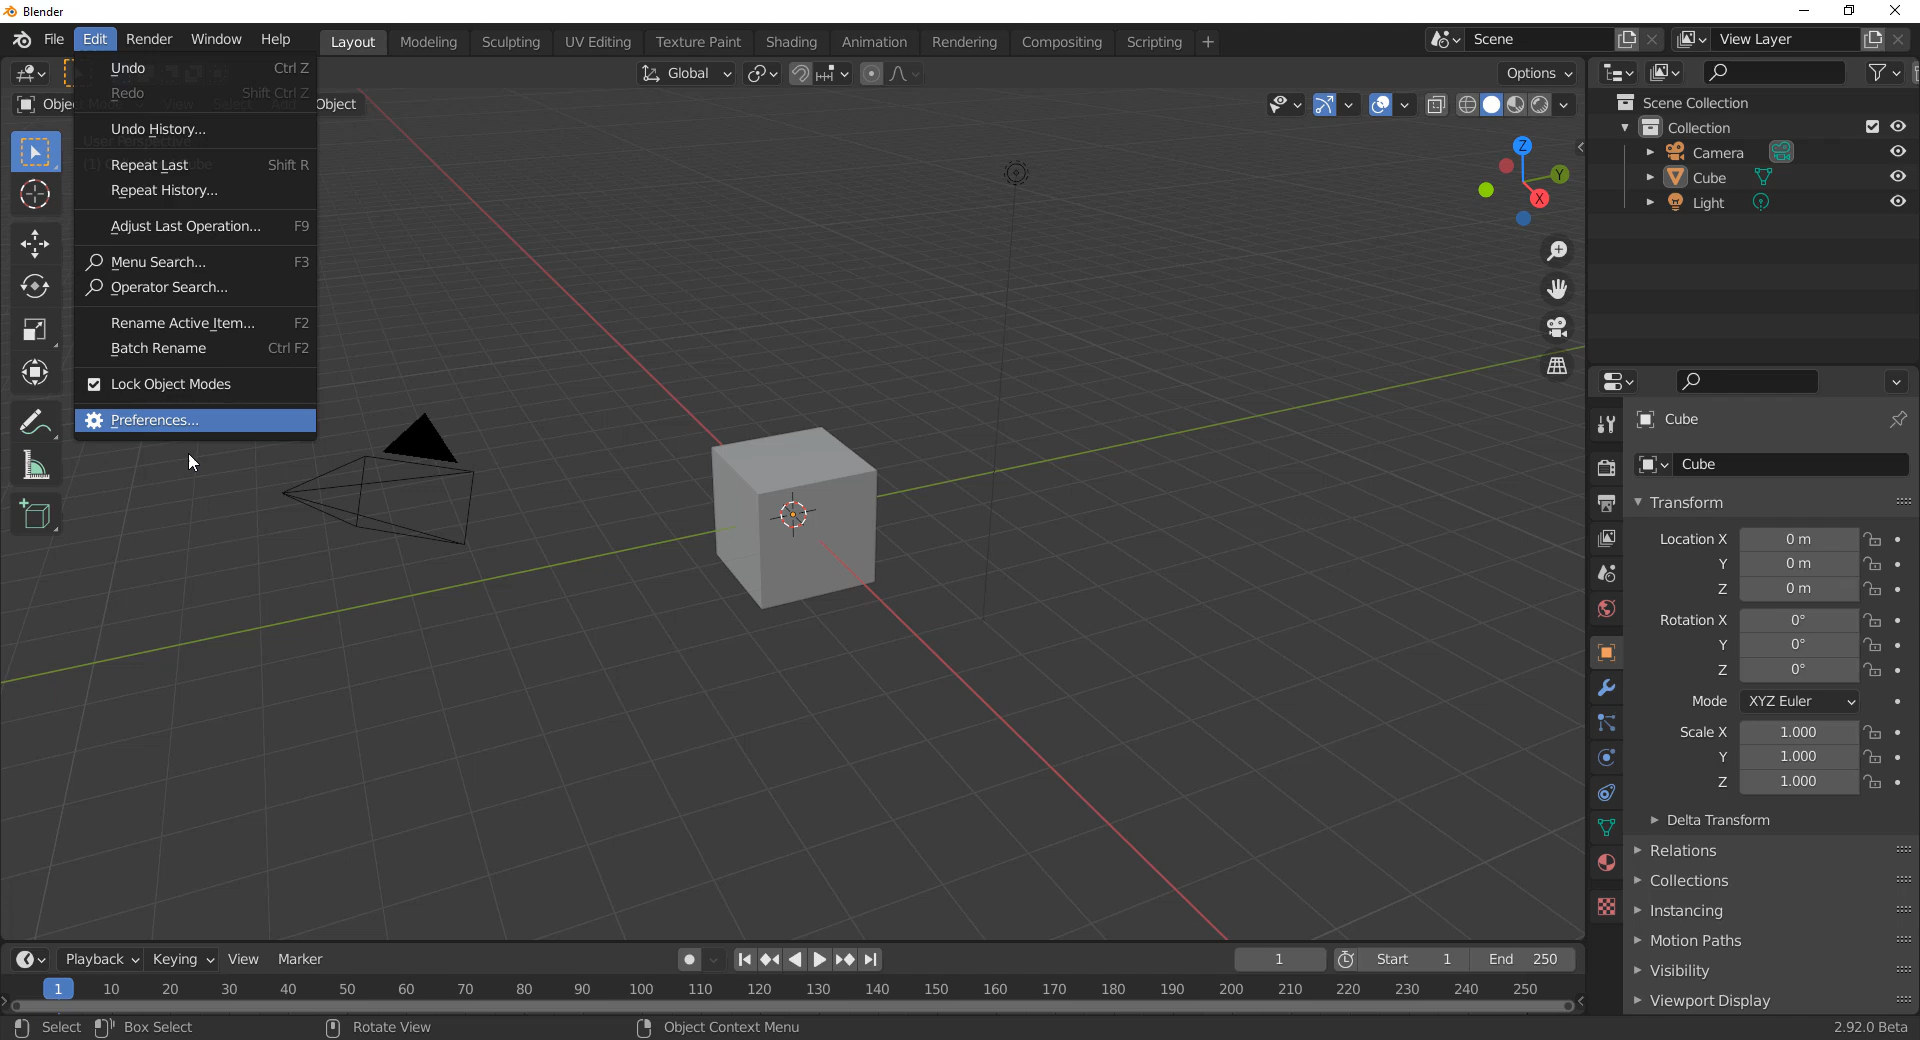 Blender
File Edit Render Window Help Layout Modeling Sculpting UV Editing Texture Paint Shading Animation Rendering Compositing Scripting + Scene View Layer
Global Options
Object
Undo Ctrl Z
Redo Shift Ctrl Z
Undo History...
Repeat Last Shift R
Repeat History...
Adjust Last Operation... F9
Menu Search... F3
Operator Search...
Rename Active Item... F2
Batch Rename Ctrl F2
Lock Object Modes
Preferences...
View Select Add
User Perspective
Z
Y
X
Scene Collection
Collection
Camera
Cube
Light
Cube
Cube
Transform
Location X 0 m
Y 0 m
Z 0 m
Rotation X 0°
Y 0°
Z 0°
Mode XYZ Euler
Scale X 1.000
Y 1.000
Z 1.000
Delta Transform
Relations
Collections
Instancing
Motion Paths
Visibility
Viewport Display
Playback Keying View Marker 1 Start 1 End 250
1 10 20 30 40 50 60 70 80 90 100 110 120 130 140 150 160 170 180 190 200 210 220 230 240 250
Select Box Select Rotate View Object Context Menu 2.92.0 Beta